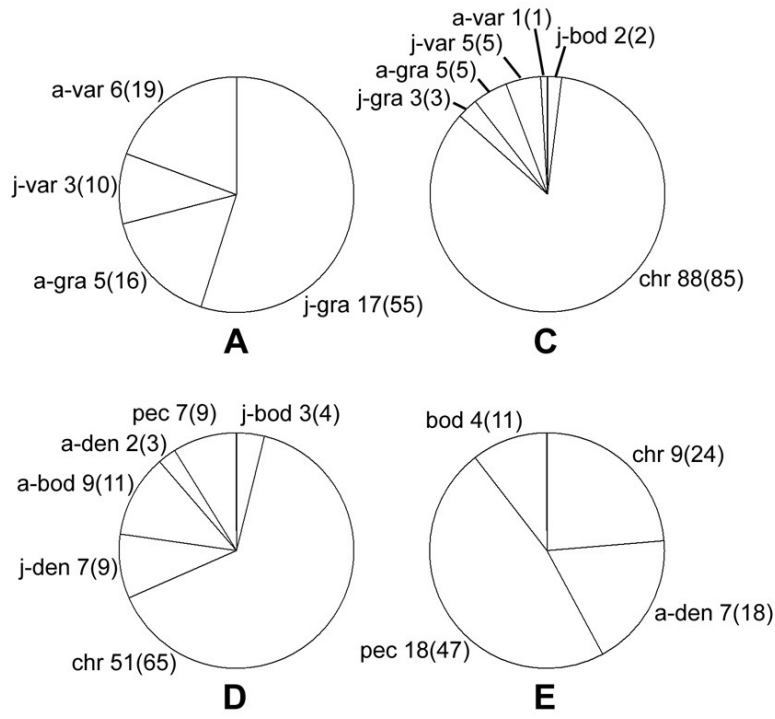 a-var 6(19)
j-var 3(10)
a-gra 5(16)
j-gra 17(55)
A
a-var 1(1)
j-var 5(5)
j-bod 2(2)
a-gra 5(5)
j-gra 3(3)
chr 88(85)
C
pec 7(9)
j-bod 3(4)
a-den 2(3)
a-bod 9(11)
j-den 7(9)
chr 51(65)
D
bod 4(11)
chr 9(24)
a-den 7(18)
pec 18(47)
E